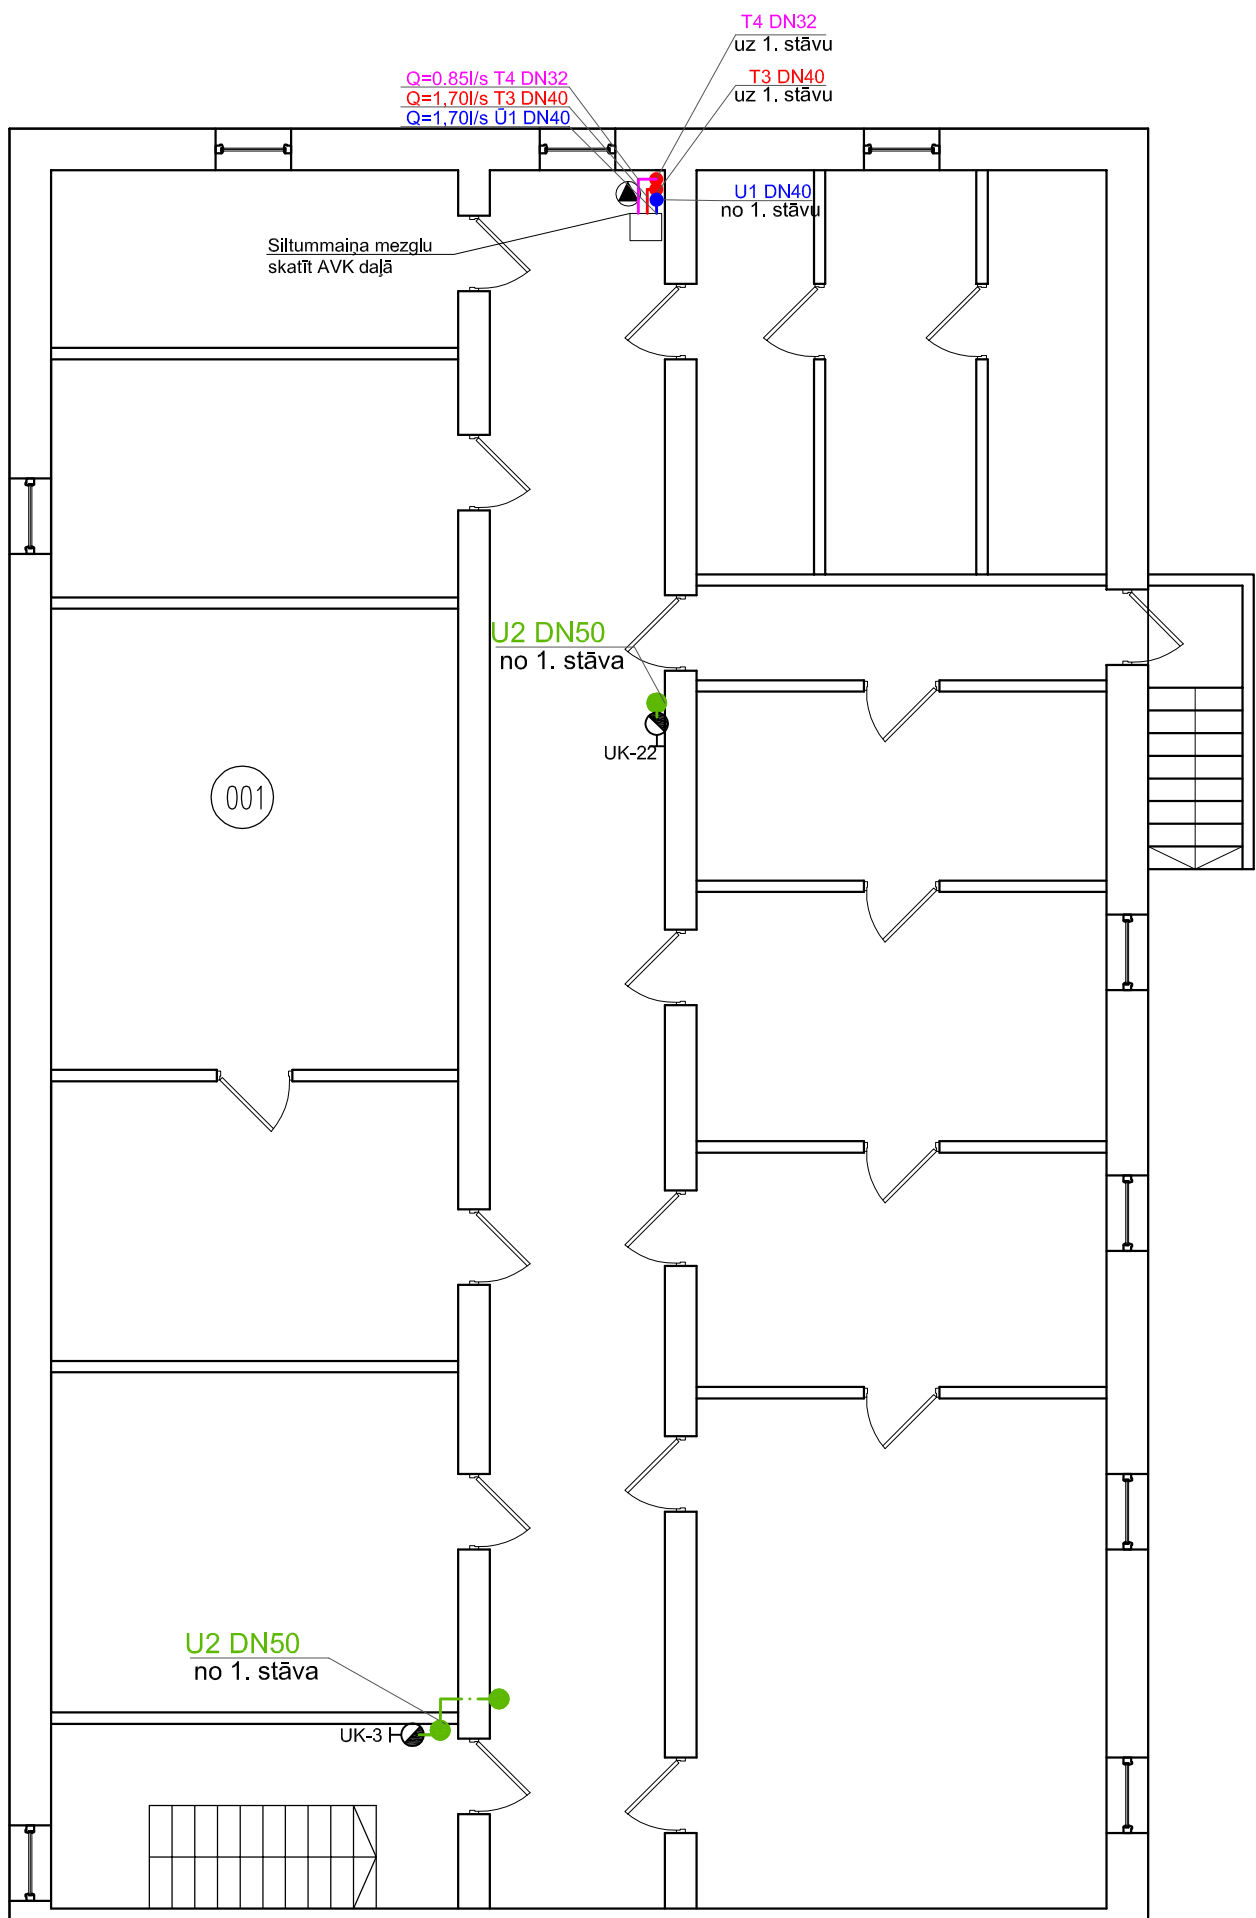 T4 DN32
uz 1. stāvu
Q=0.85l/s T4 DN32
Q=1,70l/s T3 DN40
Q=1,70l/s Ū1 DN40
T3 DN40
uz 1. stāvu
U1 DN40
no 1. stāvu
Siltummaiņa mezglu
skatīt AVK daļā
U2 DN50
no 1. stāva
UK-22
001
U2 DN50
no 1. stāva
UK-3